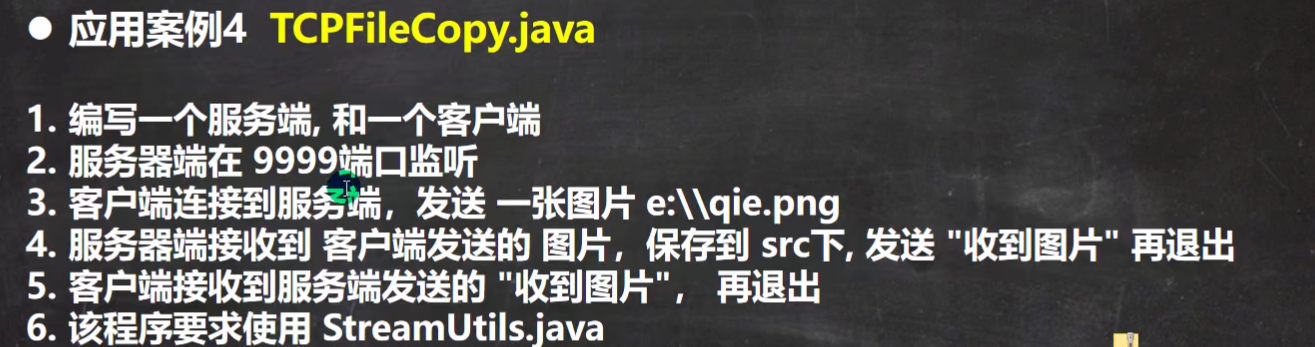 ● 应用案例4 TCPFileCopy.java
1. 编写一个服务端, 和一个客户端
2. 服务器端在 9999端口监听
3. 客户端连接到服务端，发送 一张图片 e:\\qie.png
4. 服务器端接收到 客户端发送的 图片，保存到 src下, 发送 "收到图片" 再退出
5. 客户端接收到服务端发送的 "收到图片"， 再退出
6. 该程序要求使用 StreamUtils.java